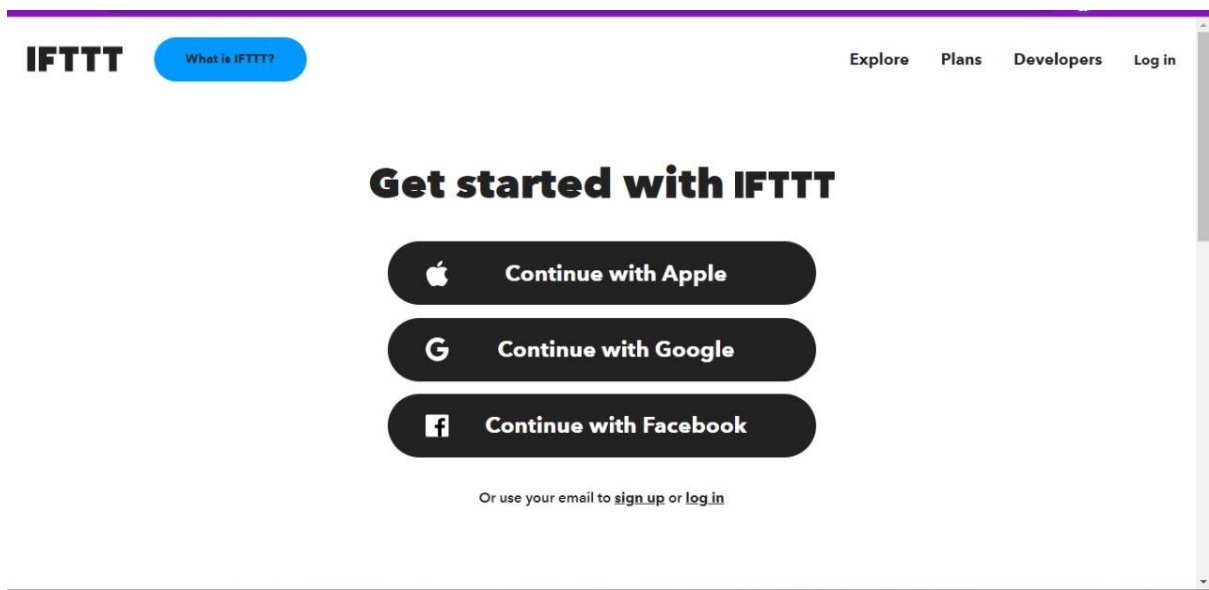 IFTTT What is IFTTT? Explore Plans Developers Log in
Get started with IFTTT
Continue with Apple
Continue with Google
Continue with Facebook
Or use your email to sign up or log in